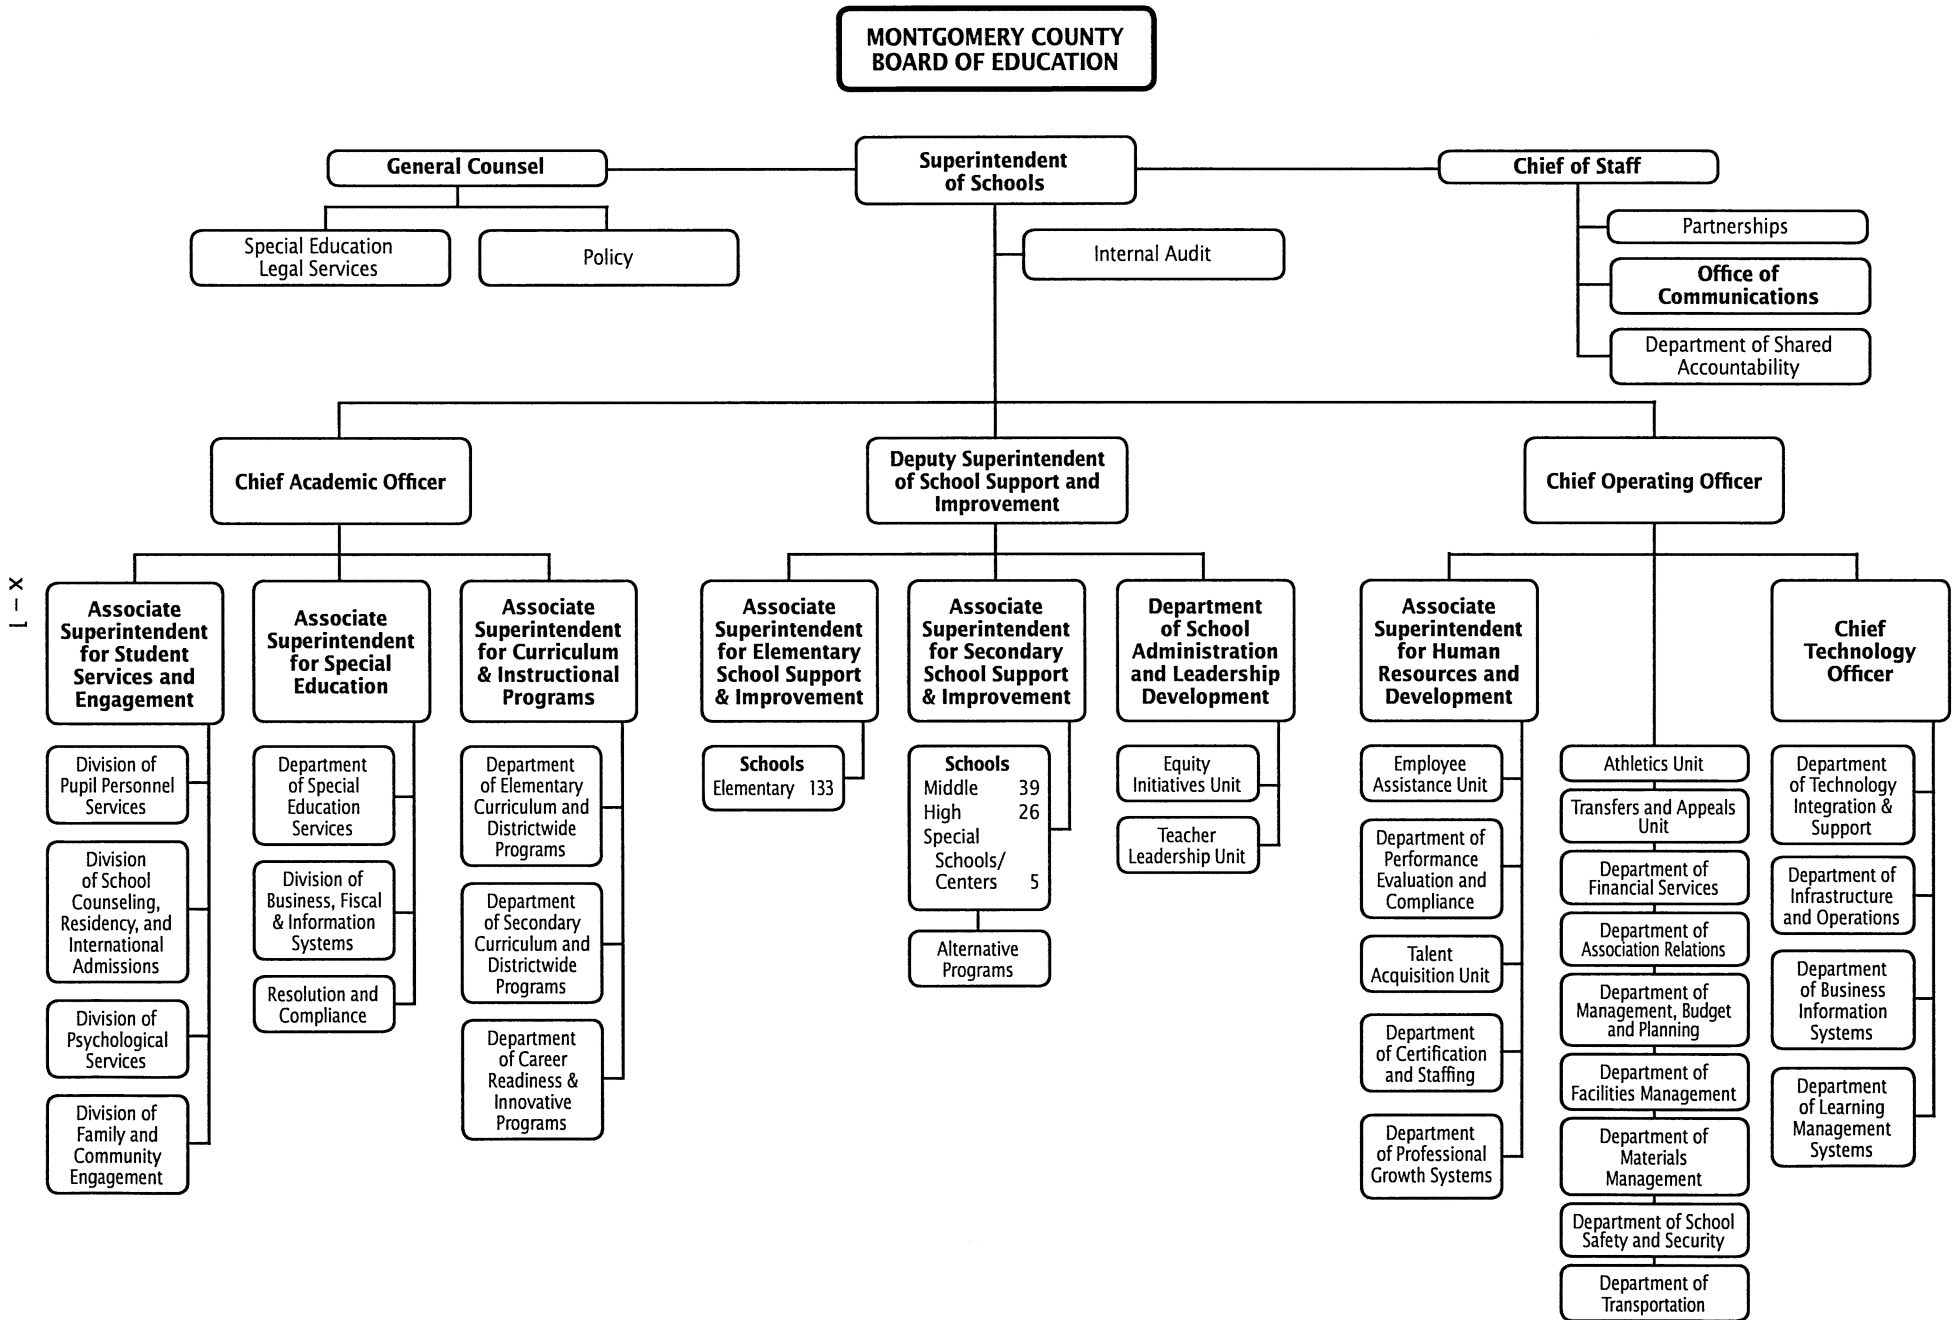 MONTGOMERY COUNTY
BOARD OF EDUCATION
General Counsel
Superintendent
of Schools
Chief of Staff
Special Education
Legal Services
Policy
Internal Audit
Partnerships
Office of
Communications
Department of Shared
Accountability
Chief Academic Officer
Deputy Superintendent
of School Support and
Improvement
Chief Operating Officer
X – 1
Associate
Superintendent
for Student
Services and
Engagement
Division of
Pupil Personnel
Services
Division
of School
Counseling,
Residency, and
International
Admissions
Division of
Psychological
Services
Division of
Family and
Community
Engagement
Associate
Superintendent
for Special
Education
Department
of Special
Education
Services
Division of
Business, Fiscal
& Information
Systems
Resolution and
Compliance
Associate
Superintendent
for Curriculum
& Instructional
Programs
Department
of Elementary
Curriculum and
Districtwide
Programs
Department
of Secondary
Curriculum and
Districtwide
Programs
Department
of Career
Readiness &
Innovative
Programs
Associate
Superintendent
for Elementary
School Support
& Improvement
Schools
Elementary 133
Associate
Superintendent
for Secondary
School Support
& Improvement
Schools
Middle 39
High 26
Special
Schools/
Centers 5
Alternative
Programs
Department
of School
Administration
and Leadership
Development
Equity
Initiatives Unit
Teacher
Leadership Unit
Associate
Superintendent
for Human
Resources and
Development
Employee
Assistance Unit
Department of
Performance
Evaluation and
Compliance
Talent
Acquisition Unit
Department
of Certification
and Staffing
Department
of Professional
Growth Systems
Athletics Unit
Transfers and Appeals
Unit
Department of
Financial Services
Department of
Association Relations
Department of
Management, Budget
and Planning
Department of
Facilities Management
Department of
Materials
Management
Department of School
Safety and Security
Department of
Transportation
Chief
Technology
Officer
Department
of Technology
Integration &
Support
Department of
Infrastructure
and Operations
Department
of Business
Information
Systems
Department
of Learning
Management
Systems